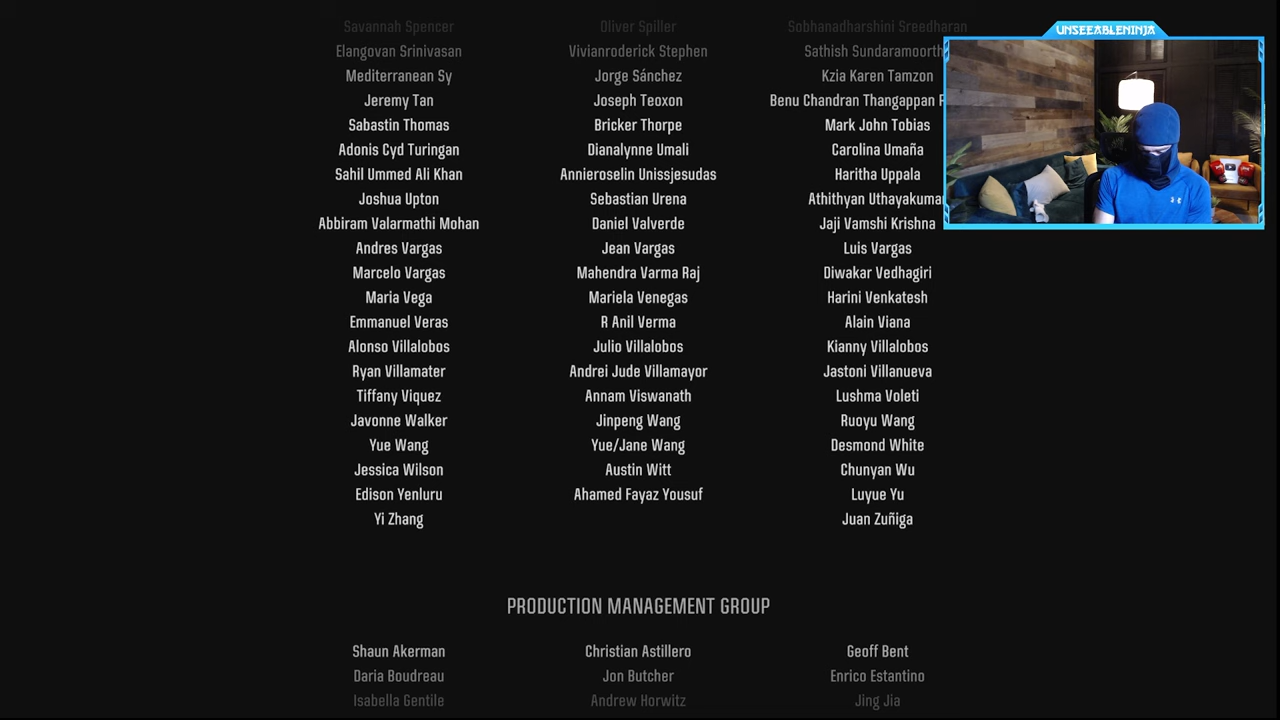 Savannah Spencer Oliver Spiller Sobhanadharshini Sreedharan
UNSEEABLENINJA
Elangovan Srinivasan Vivianroderick Stephen Sathish Sundaramoorth
Mediterranean Sy Jorge Sánchez Kzia Karen Tamzon
Jeremy Tan Joseph Teoxon Benu Chandran Thangappan
Sabastin Thomas Bricker Thorpe Mark John Tobias
Adonis Cyd Turingan Dianalynne Umali Carolina Umaña
Sahil Ummed Ali Khan Annieroselin Unissjesudas Haritha Uppala
Joshua Upton Sebastian Urena Athithyan Uthayakumar
Abbiram Valarmathi Mohan Daniel Valverde Jaji Vamshi Krishna
Andres Vargas Jean Vargas Luis Vargas
Marcelo Vargas Mahendra Varma Raj Diwakar Vedhagiri
Maria Vega Mariela Venegas Harini Venkatesh
Emmanuel Veras R Anil Verma Alain Viana
Alonso Villalobos Julio Villalobos Kianny Villalobos
Ryan Villamater Andrei Jude Villamayor Jastoni Villanueva
Tiffany Viquez Annam Viswanath Lushma Voleti
Javonne Walker Jinpeng Wang Ruoyu Wang
Yue Wang Yue/Jane Wang Desmond White
Jessica Wilson Austin Witt Chunyan Wu
Edison Yenluru Ahamed Fayaz Yousuf Luyue Yu
Yi Zhang Juan Zuñiga
PRODUCTION MANAGEMENT GROUP
Shaun Akerman Christian Astillero Geoff Bent
Daria Boudreau Jon Butcher Enrico Estantino
Isabella Gentile Andrew Horwitz Jing Jia